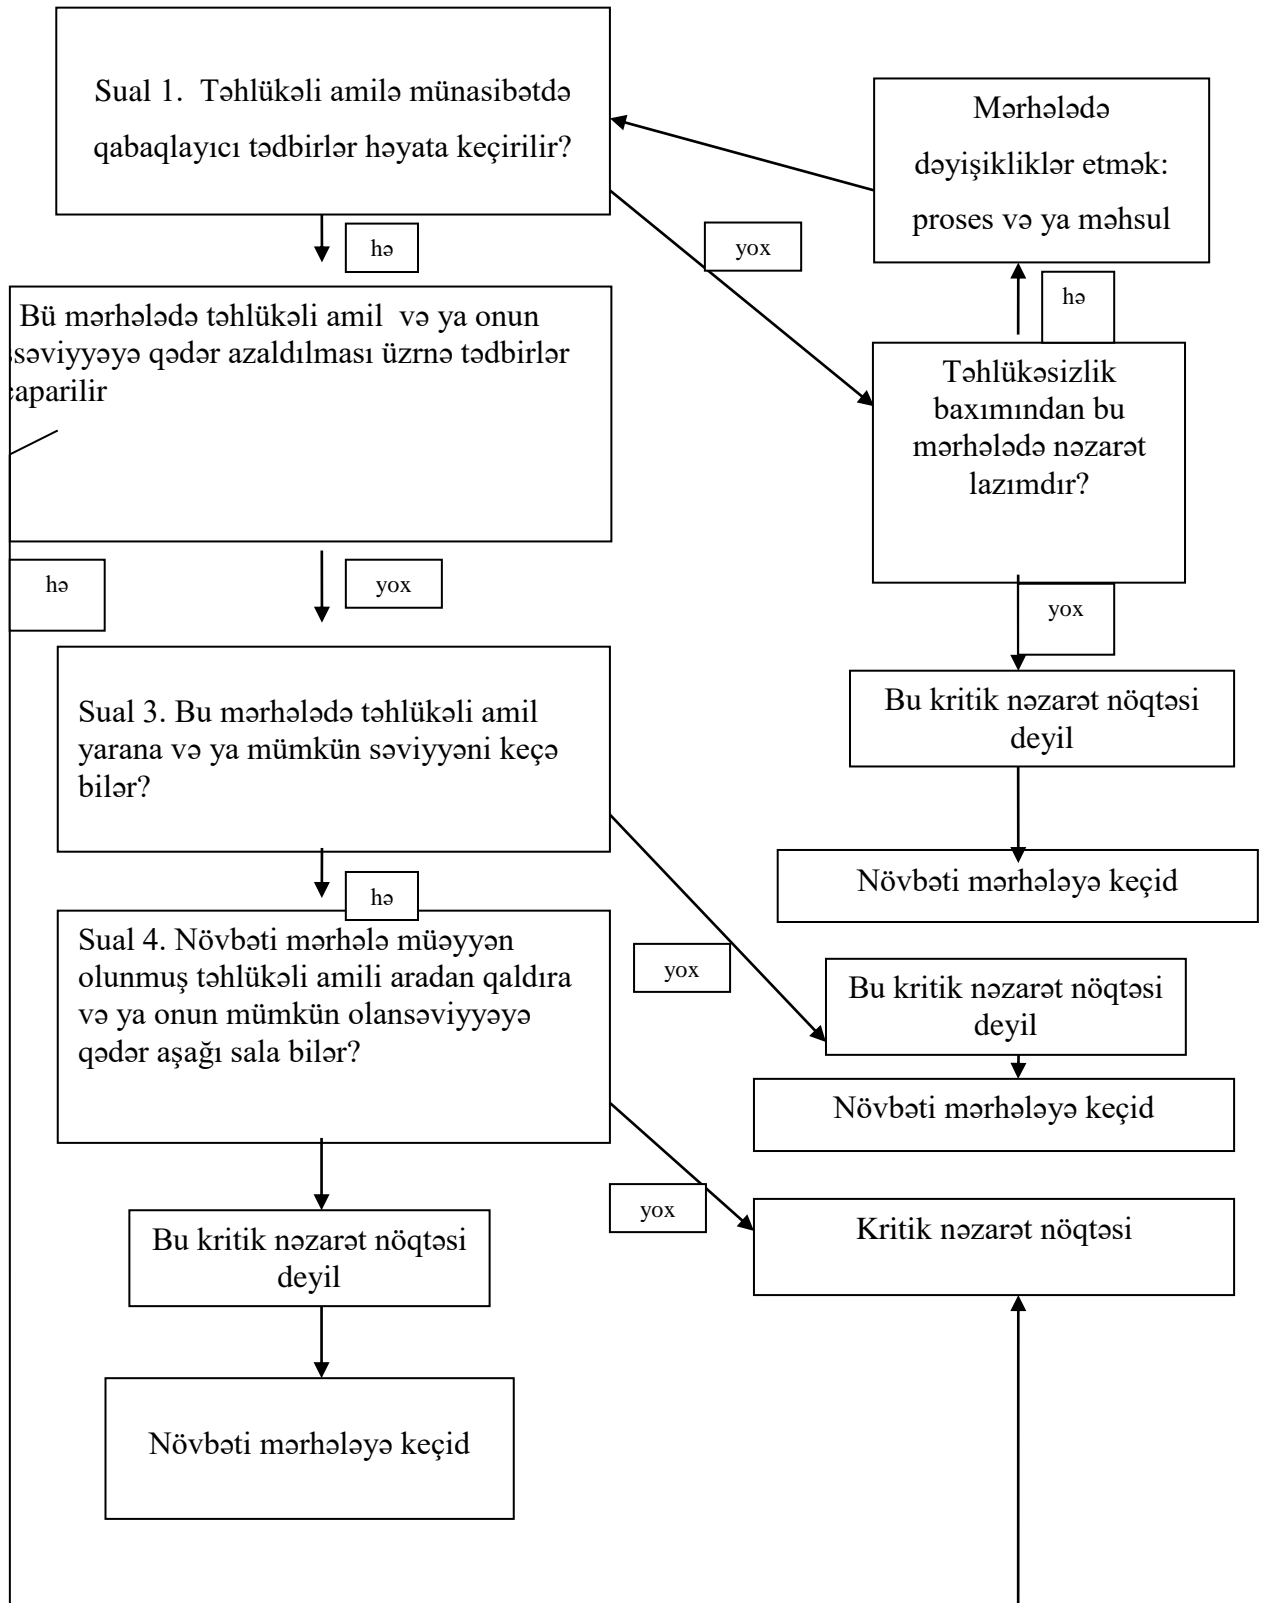 Sual 1. Təhlükəli amilə münasibətdə
qabaqlayıcı tədbirlər həyata keçirilir?
Mərhələdə
dəyişikliklər etmək:
proses və ya məhsul
hə
yox
hə
Bü mərhələdə təhlükəli amil və ya onun
səviyyəyə qədər azaldılması üzrnə tədbirlər
aparilir
Təhlükəsizlik
baxımından bu
mərhələdə nəzarət
lazımdır?
hə
yox
yox
Sual 3. Bu mərhələdə təhlükəli amil
yarana və ya mümkün səviyyəni keçə
bilər?
Bu kritik nəzarət nöqtəsi
deyil
Növbəti mərhələyə keçid
hə
Sual 4. Növbəti mərhələ müəyyən
olunmuş təhlükəli amili aradan qaldıra
və ya onun mümkün olansəviyyəyə
qədər aşağı sala bilər?
yox
Bu kritik nəzarət nöqtəsi
deyil
Növbəti mərhələyə keçid
yox
Kritik nəzarət nöqtəsi
Bu kritik nəzarət nöqtəsi
deyil
Növbəti mərhələyə keçid